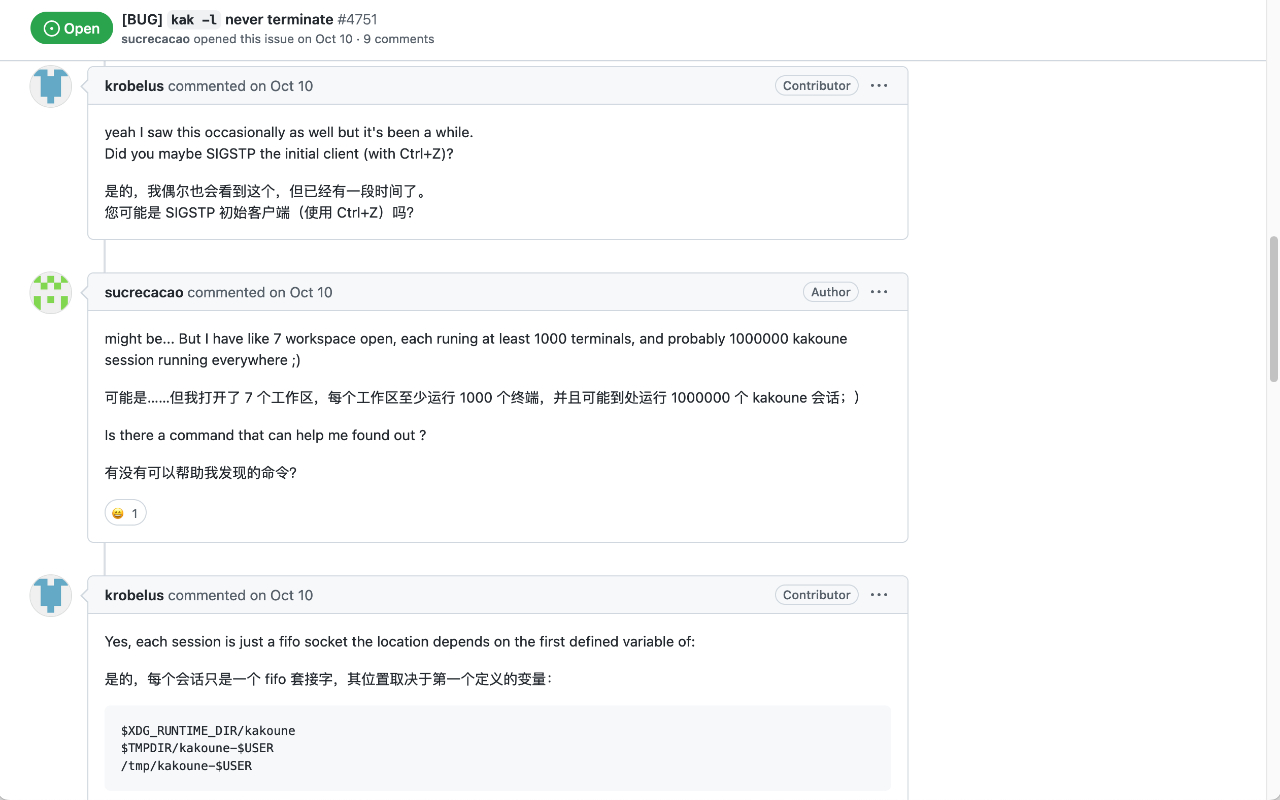 Open
[BUG] kak -l never terminate #4751
sucrecacao opened this issue on Oct 10 · 9 comments
krobelus commented on Oct 10
Contributor
yeah I saw this occasionally as well but it's been a while.
Did you maybe SIGSTP the initial client (with Ctrl+Z)?
是的，我偶尔也会看到这个，但已经有一段时间了。
您可能是 SIGSTP 初始客户端（使用 Ctrl+Z）吗?
sucrecacao commented on Oct 10
Author
might be... But I have like 7 workspace open, each runing at least 1000 terminals, and probably 1000000 kakoune
session running everywhere ;)
可能是……但我打开了 7 个工作区，每个工作区至少运行 1000 个终端，并且可能到处运行 1000000 个 kakoune 会话；）
Is there a command that can help me found out ?
有没有可以帮助我发现的命令?
😄 1
krobelus commented on Oct 10
Contributor
Yes, each session is just a fifo socket the location depends on the first defined variable of:
是的，每个会话只是一个 fifo 套接字，其位置取决于第一个定义的变量：
$XDG_RUNTIME_DIR/kakoune
$TMPDIR/kakoune-$USER
/tmp/kakoune-$USER